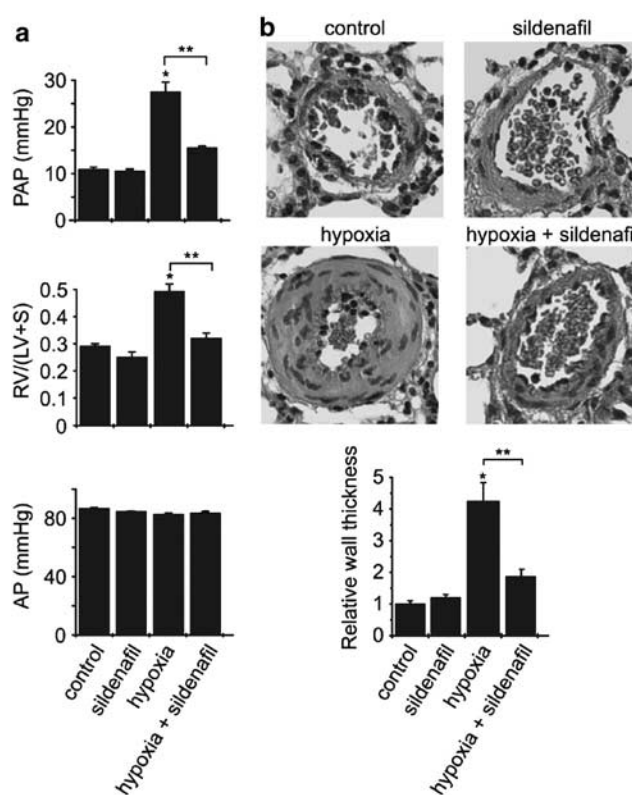 a
PAP (mmHg)
30
20
10
0
*
**
RV/(LV+S)
0.5
0.4
0.3
0.2
0.1
0
*
**
AP (mmHg)
80
40
0
control
sildenafil
hypoxia
hypoxia + sildenafil
b
control
sildenafil
hypoxia
hypoxia + sildenafil
Relative wall thickness
5
4
3
2
1
0
*
**
control
sildenafil
hypoxia
hypoxia + sildenafil